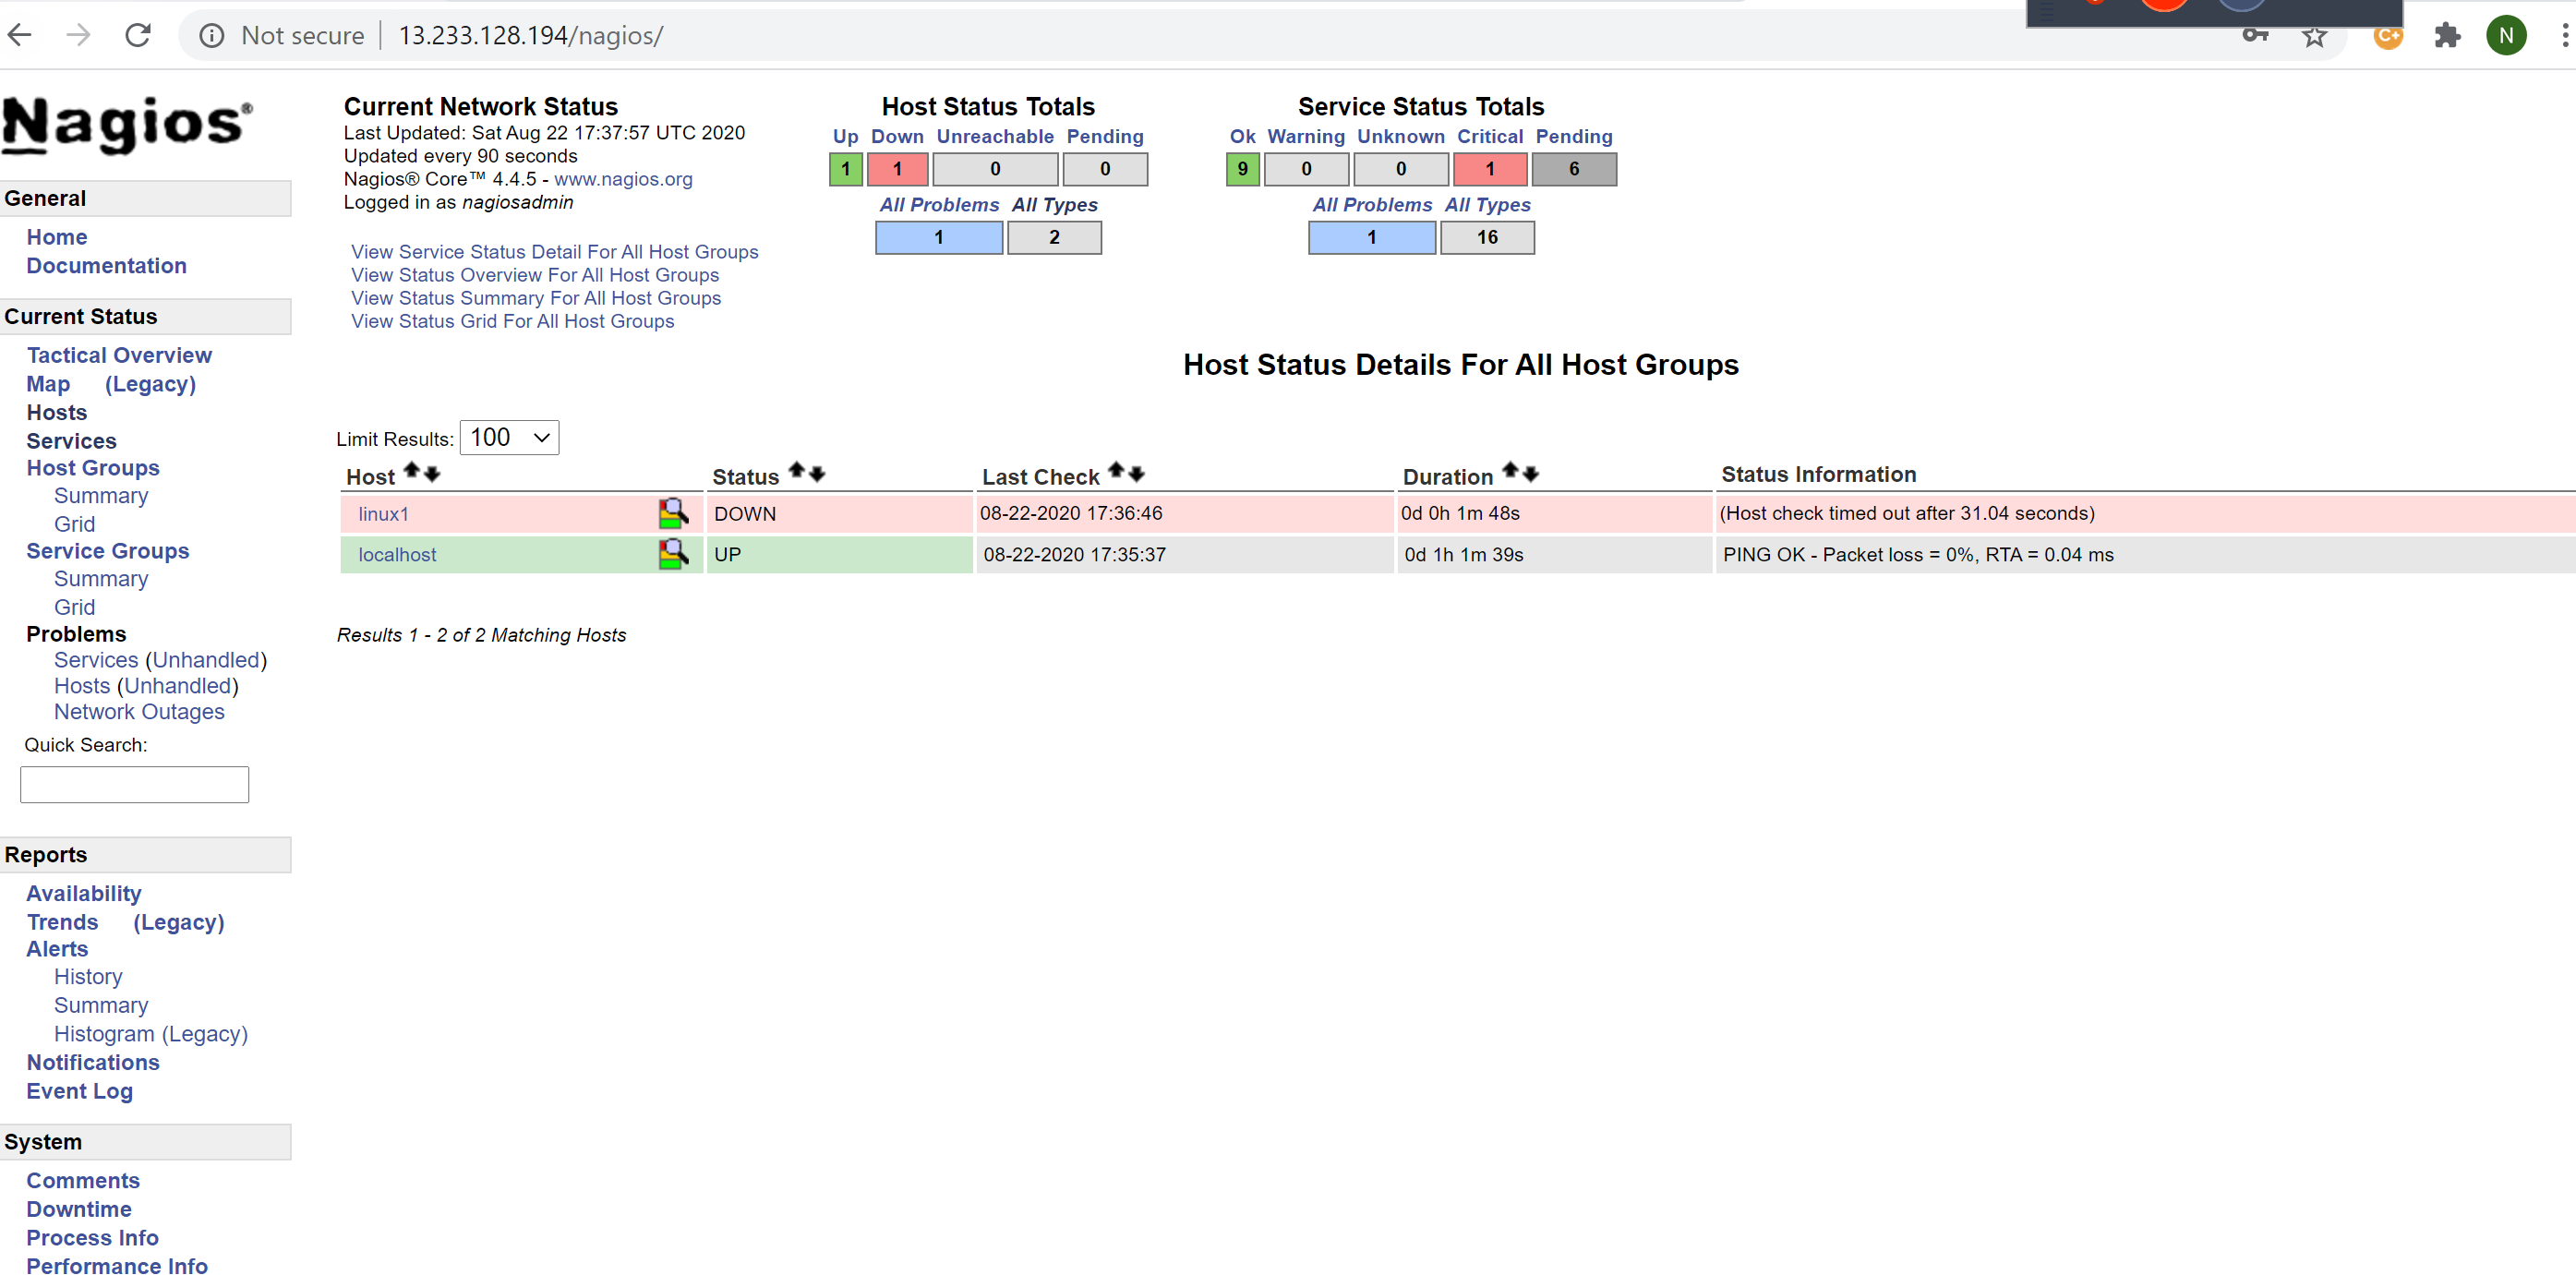 Not secure | 13.233.128.194/nagios/
C+
N
Nagios®
General
Home
Documentation
Current Status
Tactical Overview
Map (Legacy)
Hosts
Services
Host Groups
Summary
Grid
Service Groups
Summary
Grid
Problems
Services (Unhandled)
Hosts (Unhandled)
Network Outages
Quick Search:
Reports
Availability
Trends (Legacy)
Alerts
History
Summary
Histogram (Legacy)
Notifications
Event Log
System
Comments
Downtime
Process Info
Performance Info
Current Network Status
Last Updated: Sat Aug 22 17:37:57 UTC 2020
Updated every 90 seconds
Nagios® Core™ 4.4.5 - www.nagios.org
Logged in as nagiosadmin
View Service Status Detail For All Host Groups
View Status Overview For All Host Groups
View Status Summary For All Host Groups
View Status Grid For All Host Groups
Host Status Totals
Up Down Unreachable Pending
1 1 0 0
All Problems All Types
1 2
Service Status Totals
Ok Warning Unknown Critical Pending
9 0 0 1 6
All Problems All Types
1 16
Host Status Details For All Host Groups
Limit Results: 100
Host Status Last Check Duration Status Information
linux1 DOWN 08-22-2020 17:36:46 0d 0h 1m 48s (Host check timed out after 31.04 seconds)
localhost UP 08-22-2020 17:35:37 0d 1h 1m 39s PING OK - Packet loss = 0%, RTA = 0.04 ms
Results 1 - 2 of 2 Matching Hosts